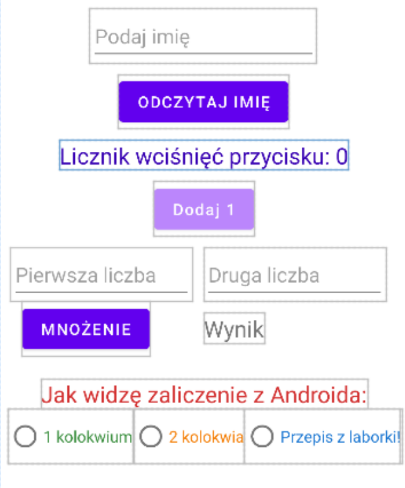 Podaj imię
ODCZYTAJ IMIĘ
Licznik wciśnięć przycisku: 0
Dodaj 1
Pierwsza liczba Druga liczba
MNOŻENIE Wynik
Jak widzę zaliczenie z Androida:
1 kolokwium 2 kolokwia Przepis z laborki!